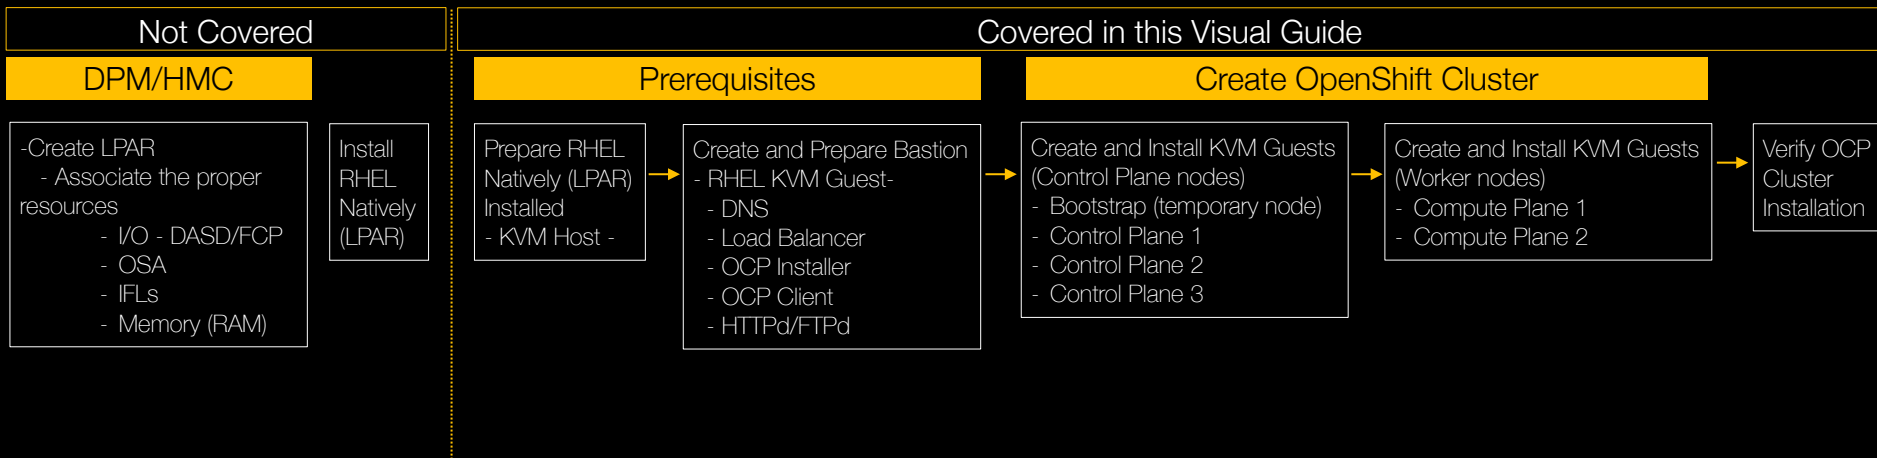 Not Covered
Covered in this Visual Guide
DPM/HMC
Prerequisites
Create OpenShift Cluster
-Create LPAR
- Associate the proper
resources
- I/O - DASD/FCP
- OSA
- IFLs
- Memory (RAM)
Install
RHEL
Natively
(LPAR)
Prepare RHEL
Natively (LPAR)
Installed
- KVM Host -
Create and Prepare Bastion
- RHEL KVM Guest-
- DNS
- Load Balancer
- OCP Installer
- OCP Client
- HTTPd/FTPd
Create and Install KVM Guests
(Control Plane nodes)
- Bootstrap (temporary node)
- Control Plane 1
- Control Plane 2
- Control Plane 3
Create and Install KVM Guests
(Worker nodes)
- Compute Plane 1
- Compute Plane 2
Verify OCP
Cluster
Installation